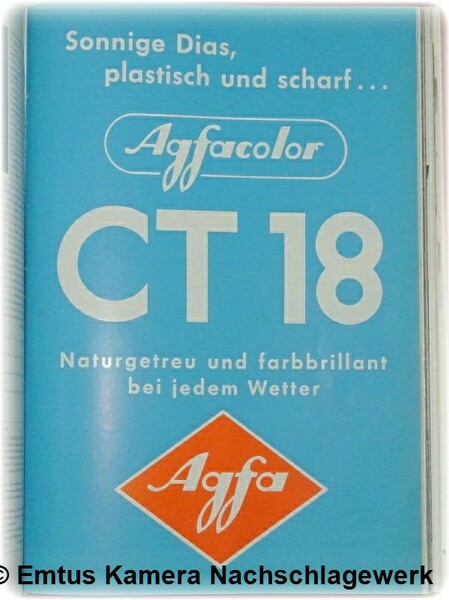 Sonnige Dias,
plastisch und scharf...
Agfacolor
CT 18
Naturgetreu und farbbrillant
bei jedem Wetter
Agfa
© Emtus Kamera Nachschlagewerk